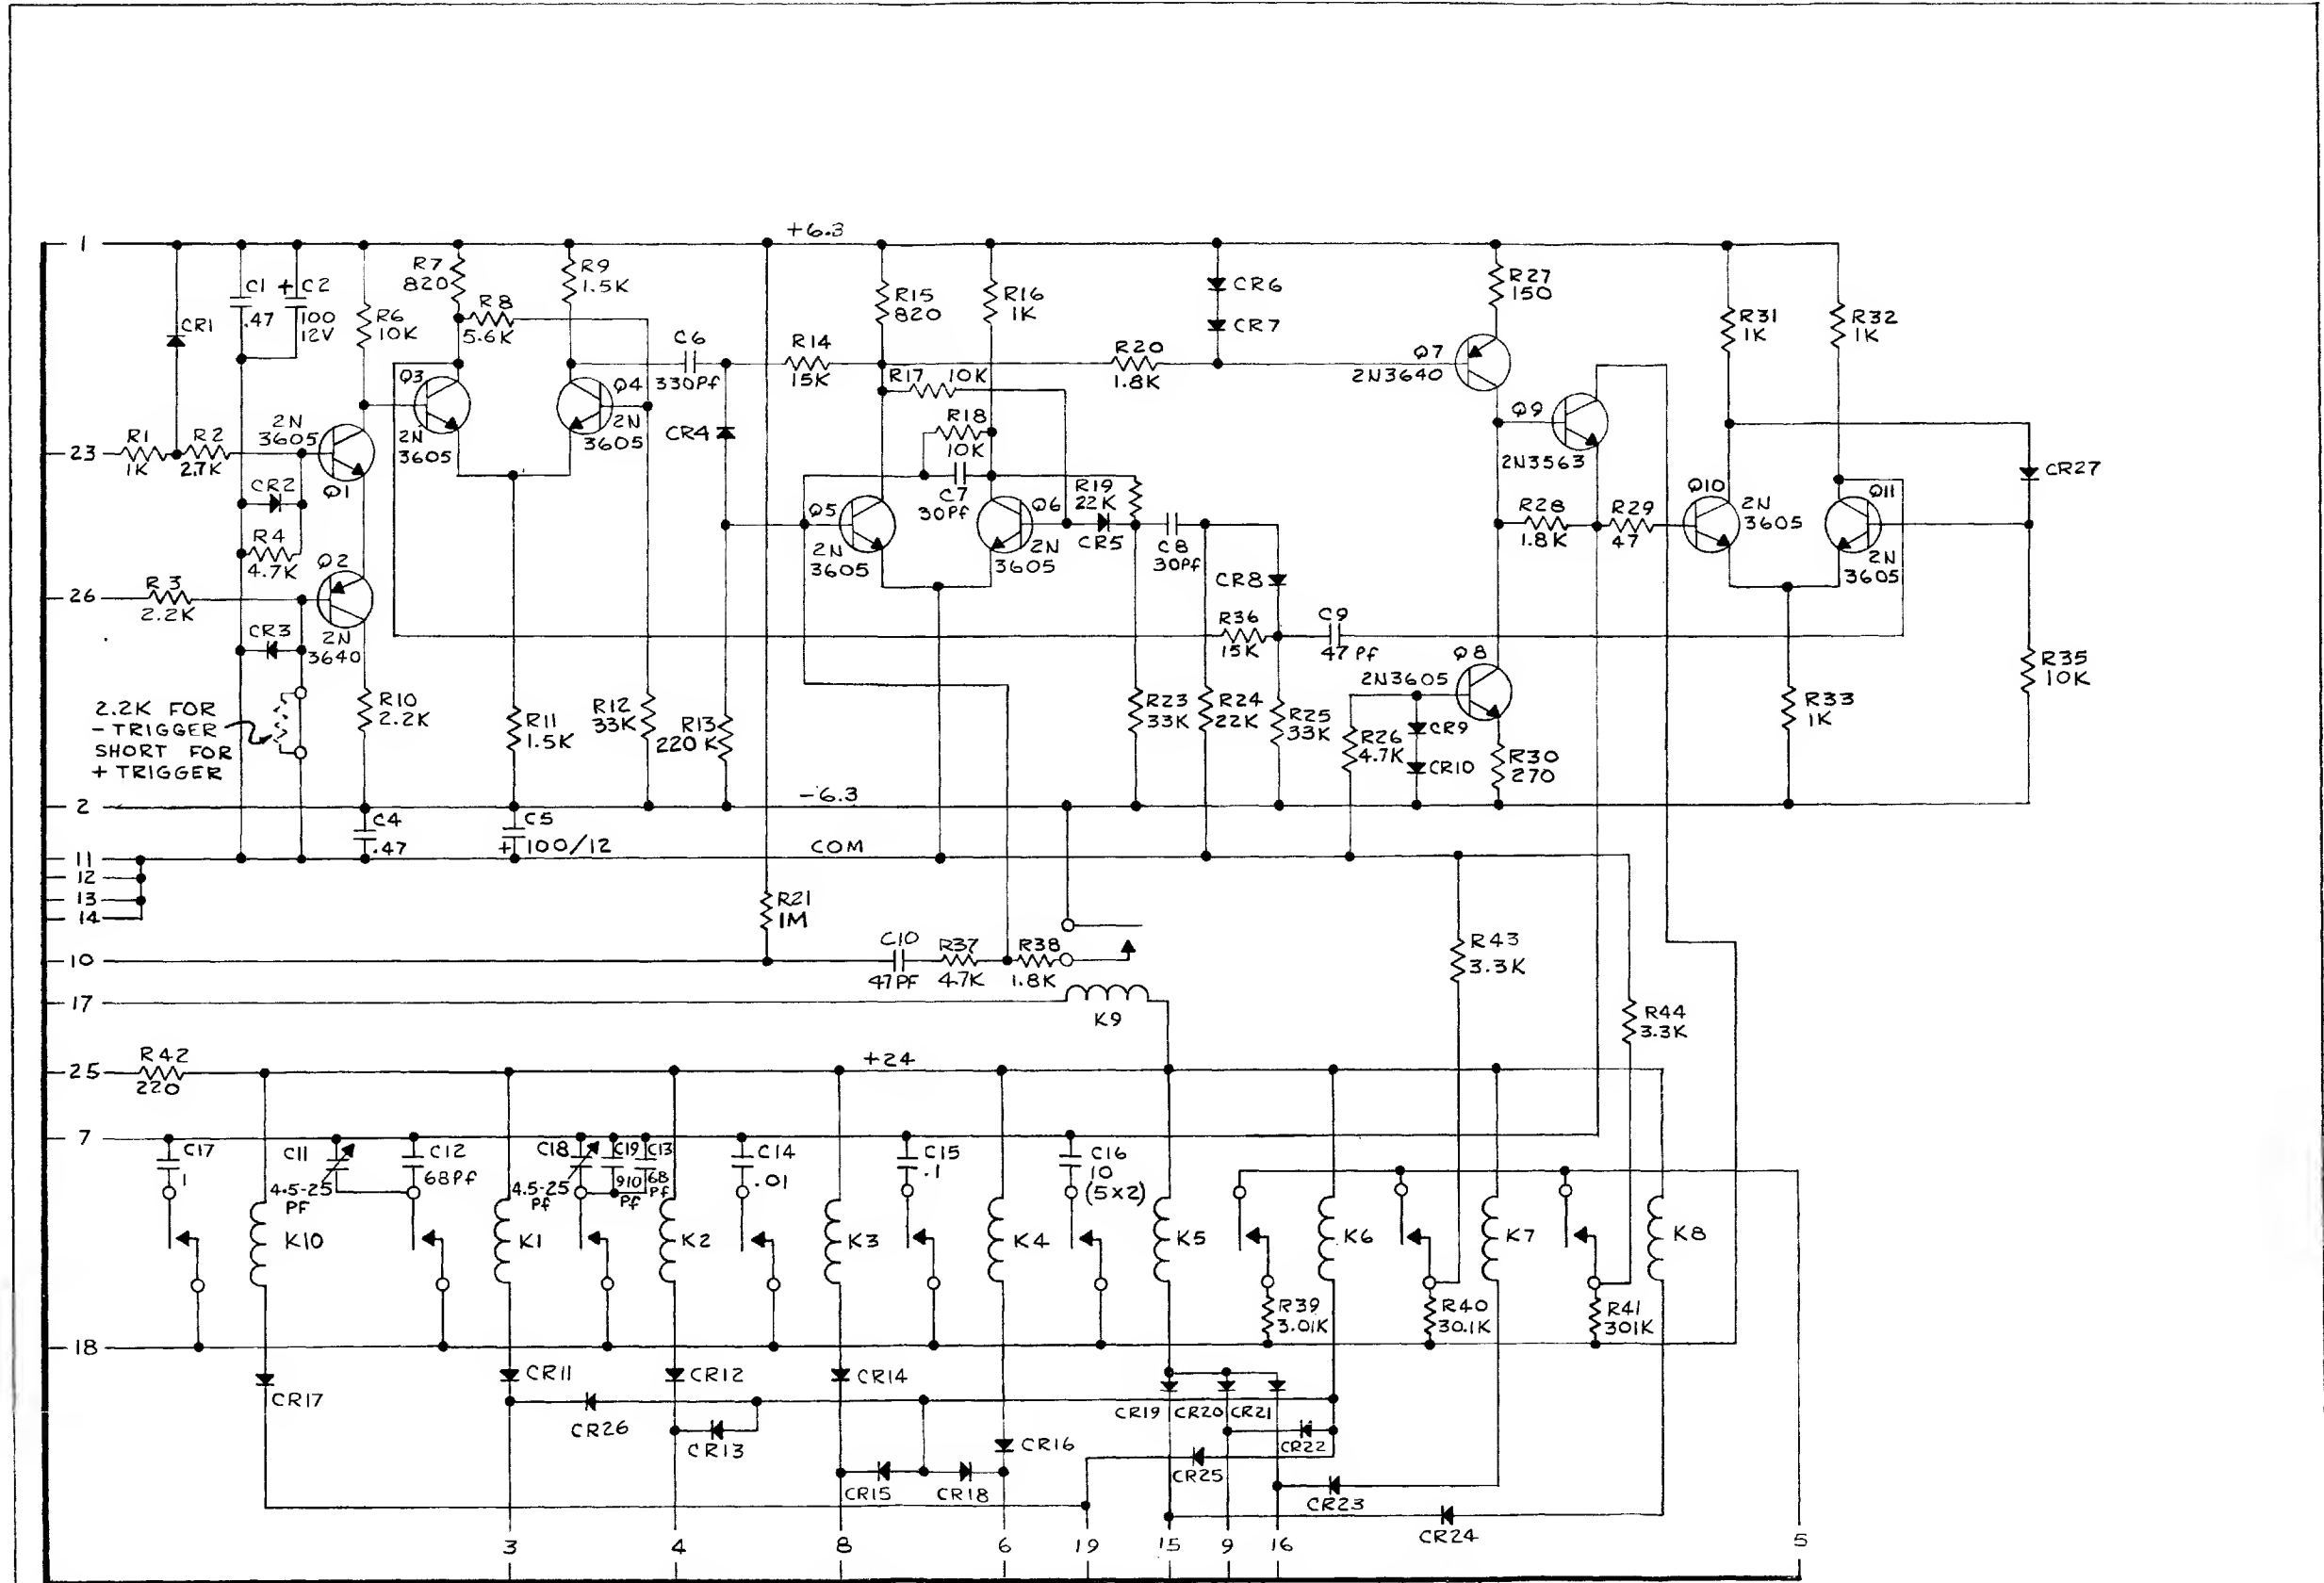 1
+6.3
R7
820
R9
1.5K
C1
.47
+
C2
100
12V
R8
5.6K
CR1
R6
10K
R15
820
R16
1K
CR6
CR7
R27
150
R31
1K
R32
1K
C6
330Pf
R14
15K
R20
1.8K
Q7
2N3640
Q3
2N
3605
Q4
2N
3605
R17
10K
R18
10K
CR4
Q9
2N3563
23
R1
1K
R2
2.7K
2N
3605
Q1
CR2
R4
4.7K
CR27
C7
30Pf
R19
22K
Q5
2N
3605
Q6
2N
3605
CR5
C8
30Pf
R28
1.8K
R29
47
Q10
2N
3605
Q11
2N
3605
26
R3
2.2K
Q2
2N
3640
CR3
CR8
R36
15K
C9
47 Pf
Q8
2N3605
R35
10K
2.2K FOR
- TRIGGER
SHORT FOR
+ TRIGGER
R10
2.2K
R11
1.5K
R12
33K
R13
220 K
R23
33K
R24
22K
R25
33K
R26
4.7K
CR9
CR10
R30
270
R33
1K
2
-6.3
C4
.47
C5
+
100/12
11
COM
12
13
14
R21
1M
10
C10
47PF
R37
4.7K
R38
1.8K
R43
3.3K
17
K9
R44
3.3K
25
R42
220
+24
7
C17
1
C11
4.5-25
PF
C12
68Pf
C18
4.5-25
Pf
C19
910
Pf
C13
68
Pf
C14
.01
C15
.1
C16
10
(5x2)
K10
K1
K2
K3
K4
K5
K6
K7
K8
R39
3.01K
R40
30.1K
R41
301K
18
CR17
CR11
CR12
CR14
CR26
CR13
CR19
CR20
CR21
CR16
CR22
CR25
CR15
CR18
CR23
CR24
3
4
8
6
19
15
9
16
5